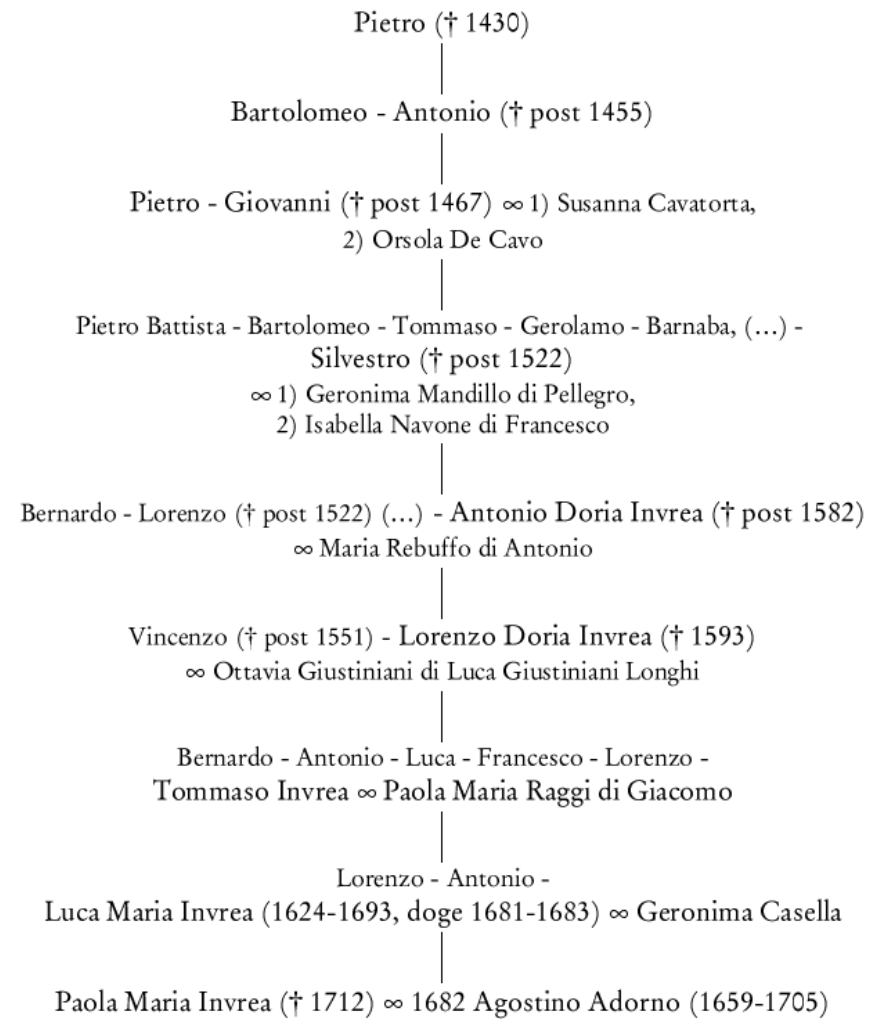 Pietro († 1430)
Bartolomeo - Antonio († post 1455)
Pietro - Giovanni († post 1467) ∞ 1) Susanna Cavatorta,
2) Orsola De Cavo
Pietro Battista - Bartolomeo - Tommaso - Gerolamo - Barnaba, (…) -
Silvestro († post 1522)
∞ 1) Geronima Mandillo di Pellegro,
2) Isabella Navone di Francesco
Bernardo - Lorenzo († post 1522) (…) - Antonio Doria Invrea († post 1582)
∞ Maria Rebuffo di Antonio
Vincenzo († post 1551) - Lorenzo Doria Invrea († 1593)
∞ Ottavia Giustiniani di Luca Giustiniani Longhi
Bernardo - Antonio - Luca - Francesco - Lorenzo -
Tommaso Invrea ∞ Paola Maria Raggi di Giacomo
Lorenzo - Antonio -
Luca Maria Invrea (1624-1693, doge 1681-1683) ∞ Geronima Casella
Paola Maria Invrea († 1712) ∞ 1682 Agostino Adorno (1659-1705)